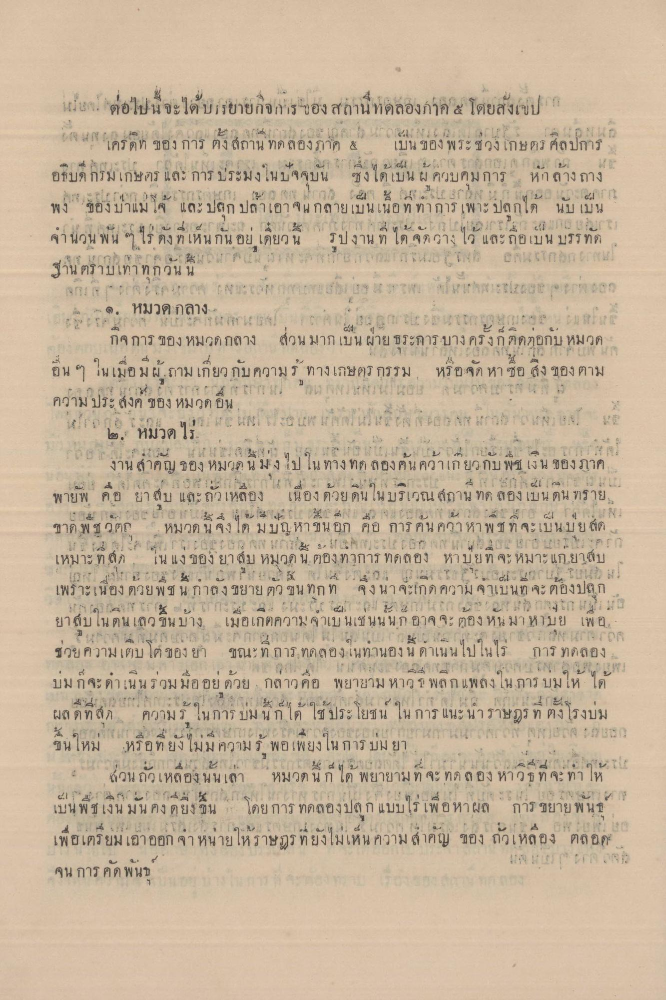 ต่อไปนี้จะได้บรรยายกิจการของสถานีทดลองภาค ๕ โดยสังเขป
เครดิทของการตั้งสถานีทดลองภาค ๕ เป็นของพระช่วงเกษตรศิลปการ
อธิบดีกรมเกษตรและการประมงในปัจจุบัน ซึ่งได้เป็นผู้ควบคุมการ หักล้างถาง
พง ของป่าแม่โจ้ และปลุกปล้ำเอาจนกลายเป็นเนื้อที่ทำการเพาะปลูกได้ นับเป็น
จำนวนพัน ๆ ไร่ ดังที่เห็นกันอยู่เดี๋ยวนี้ รูปงานที่ได้จัดวางไว้ และถือเป็นบรรทัด
ฐานตราบเท่าทุกวันนี้
๑. หมวดกลาง
กิจการของหมวดกลาง ส่วนมากเป็นฝ่ายธุระการบางครั้งก็ติดต่อกับหมวด
อื่น ๆ ในเมื่อมีผู้ถามเกี่ยวกับความรู้ทางเกษตรกรรม หรือจัดหาซื้อสิ่งของตาม
ความประสงค์ของหมวดอื่น
๒. หมวดไร่
งานสำคัญของหมวดนี้มุ่งไปในทางทดลองค้นคว้าเกี่ยวกับพืชเงินของภาค
พายัพ คือ ยาสูบ และถั่วเหลือง เนื่องด้วยดินในบริเวณสถานีทดลองเป็นดินทราย
ขาดพืชวัตถุ หมวดนี้จึงได้มีปัญหาขึ้นอีก คือ การค้นคว้าหาพืชที่จะเป็นปุ๋ยสด
เหมาะที่สุด ในแง่ของยาสูบหมวดนี้ต้องทำการทดลอง หาปุ๋ยที่จะหมาะแก่ยาสูบ
เพราะเนื่องด้วยพืชนี้กำลังขยายตัวขึ้นทุกที จึงน่าจะเกิดความจำเป็นที่จะต้องปลูก
ยาสูบในดินเลวขึ้นบ้าง เมื่อเกิดความจำเป็นเช่นนั้นก็อาจจะต้องหันมาหาปุ๋ย เพื่อ
ช่วยความเติบโตของยา ขณะที่การทดลองในทำนองนี้ดำเนินไปในไร่ การทดลอง
บ่มก็จะดำเนินร่วมมืออยู่ด้วย กล่าวคือ พยายามหาวิธีพลิกแพลงในการบ่มให้ ได้
ผลดีที่สุด ความรู้ในการบ่มนี้ก็ได้ใช้ประโยชน์ในการแนะนำราษฎรที่ตั้งโรงบ่ม
ขึ้นใหม่ หรือที่ยังไม่มีความรู้พอเพียงในการบ่มยา
ส่วนถั่วเหลืองนั้นเล่า หมวดนี้ก็ได้พยายามที่จะทดลองหาวิธีที่จะทำให้
เป็นพืชเงินมั่นคงดียิ่งขึ้น โดยการทดลองปลูกแบบไร่เพื่อหาผล การขยายพันธุ์
เพื่อเตรียมเอาออกจำหน่ายให้ราษฎรที่ยังไม่เห็นความสำคัญ ของ ถั่วเหลือง ตลอด
จนการคัดพันธุ์